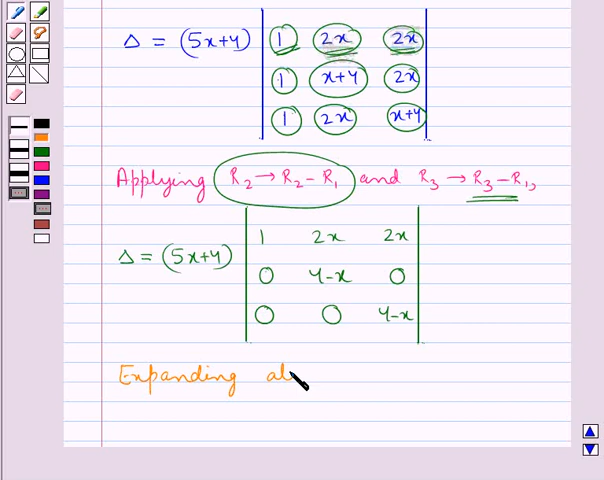 Δ = (5x+4) | 1 2x 2x |
| 1 x+4 2x |
| 1 2x x+4 |
Applying R₂ → R₂ - R₁ and R₃ → R₃ - R₁,
Δ = (5x+4) | 1 2x 2x |
| 0 4-x 0 |
| 0 0 4-x |
Expanding al